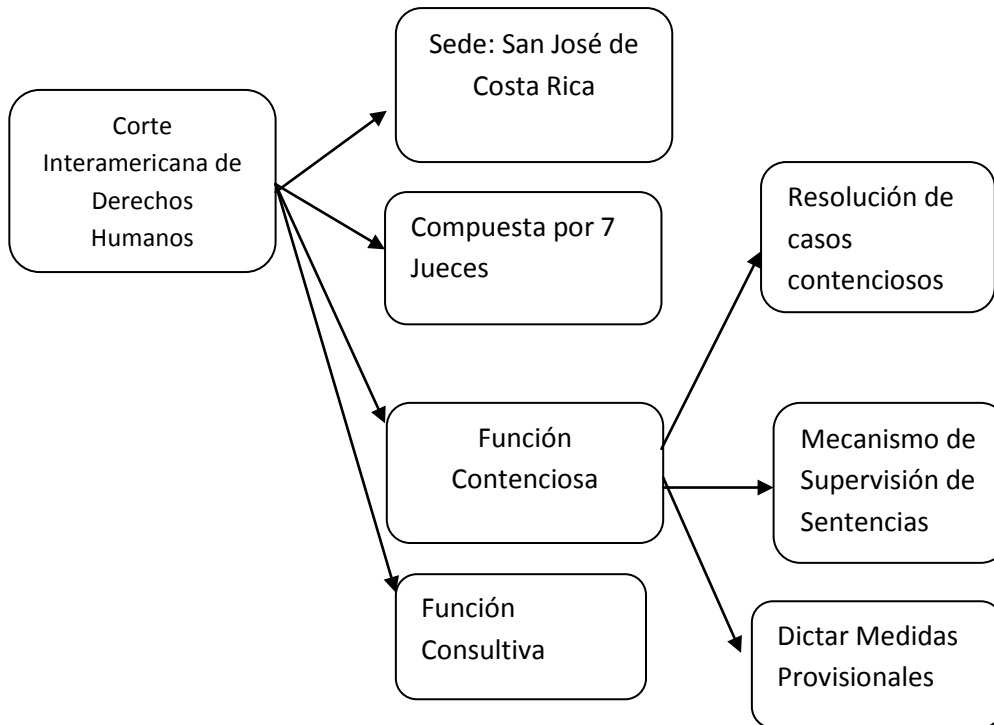 Corte
Interamericana de
Derechos
Humanos
Sede: San José de
Costa Rica
Compuesta por 7
Jueces
Función
Contenciosa
Función
Consultiva
Resolución de
casos
contenciosos
Mecanismo de
Supervisión de
Sentencias
Dictar Medidas
Provisionales